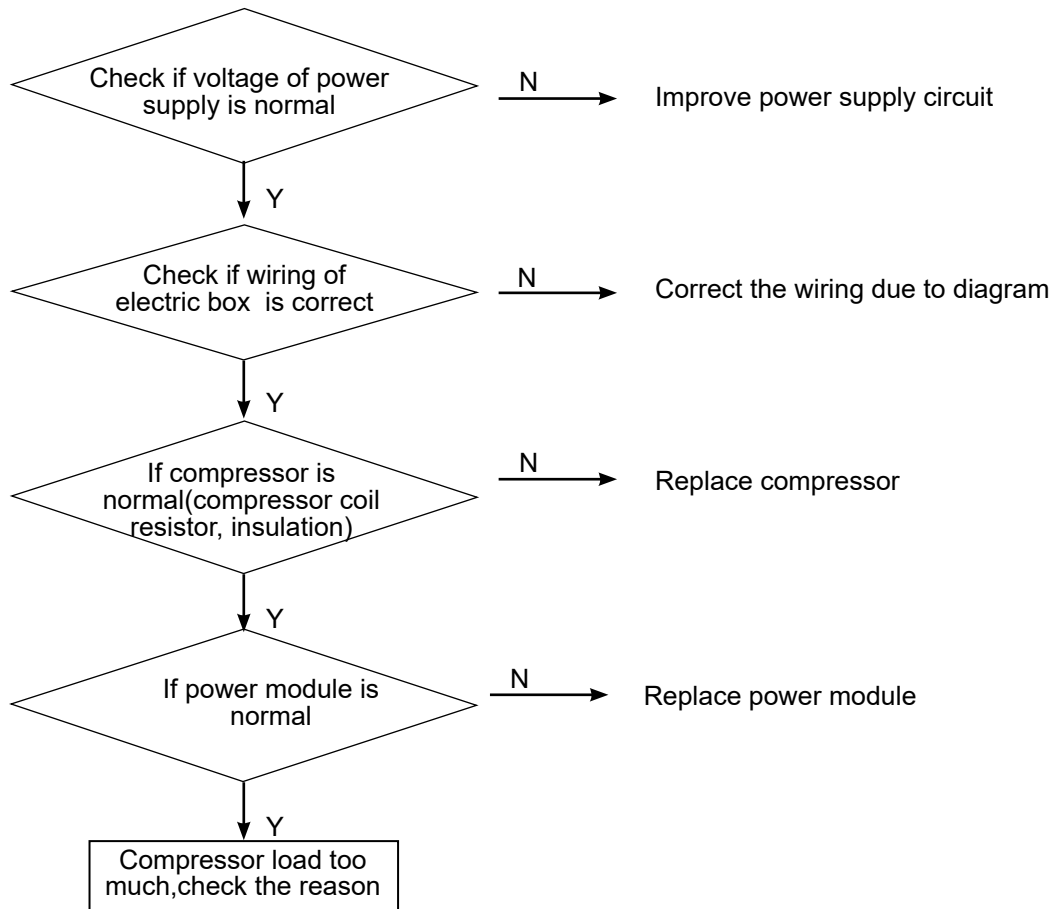 Check if voltage of power
supply is normal
N
Improve power supply circuit
Y
Check if wiring of
electric box  is correct
N
Correct the wiring due to diagram
Y
If compressor is
normal(compressor coil
resistor, insulation)
N
Replace compressor
Y
If power module is
normal
N
Replace power module
Y
Compressor load too
much,check the reason